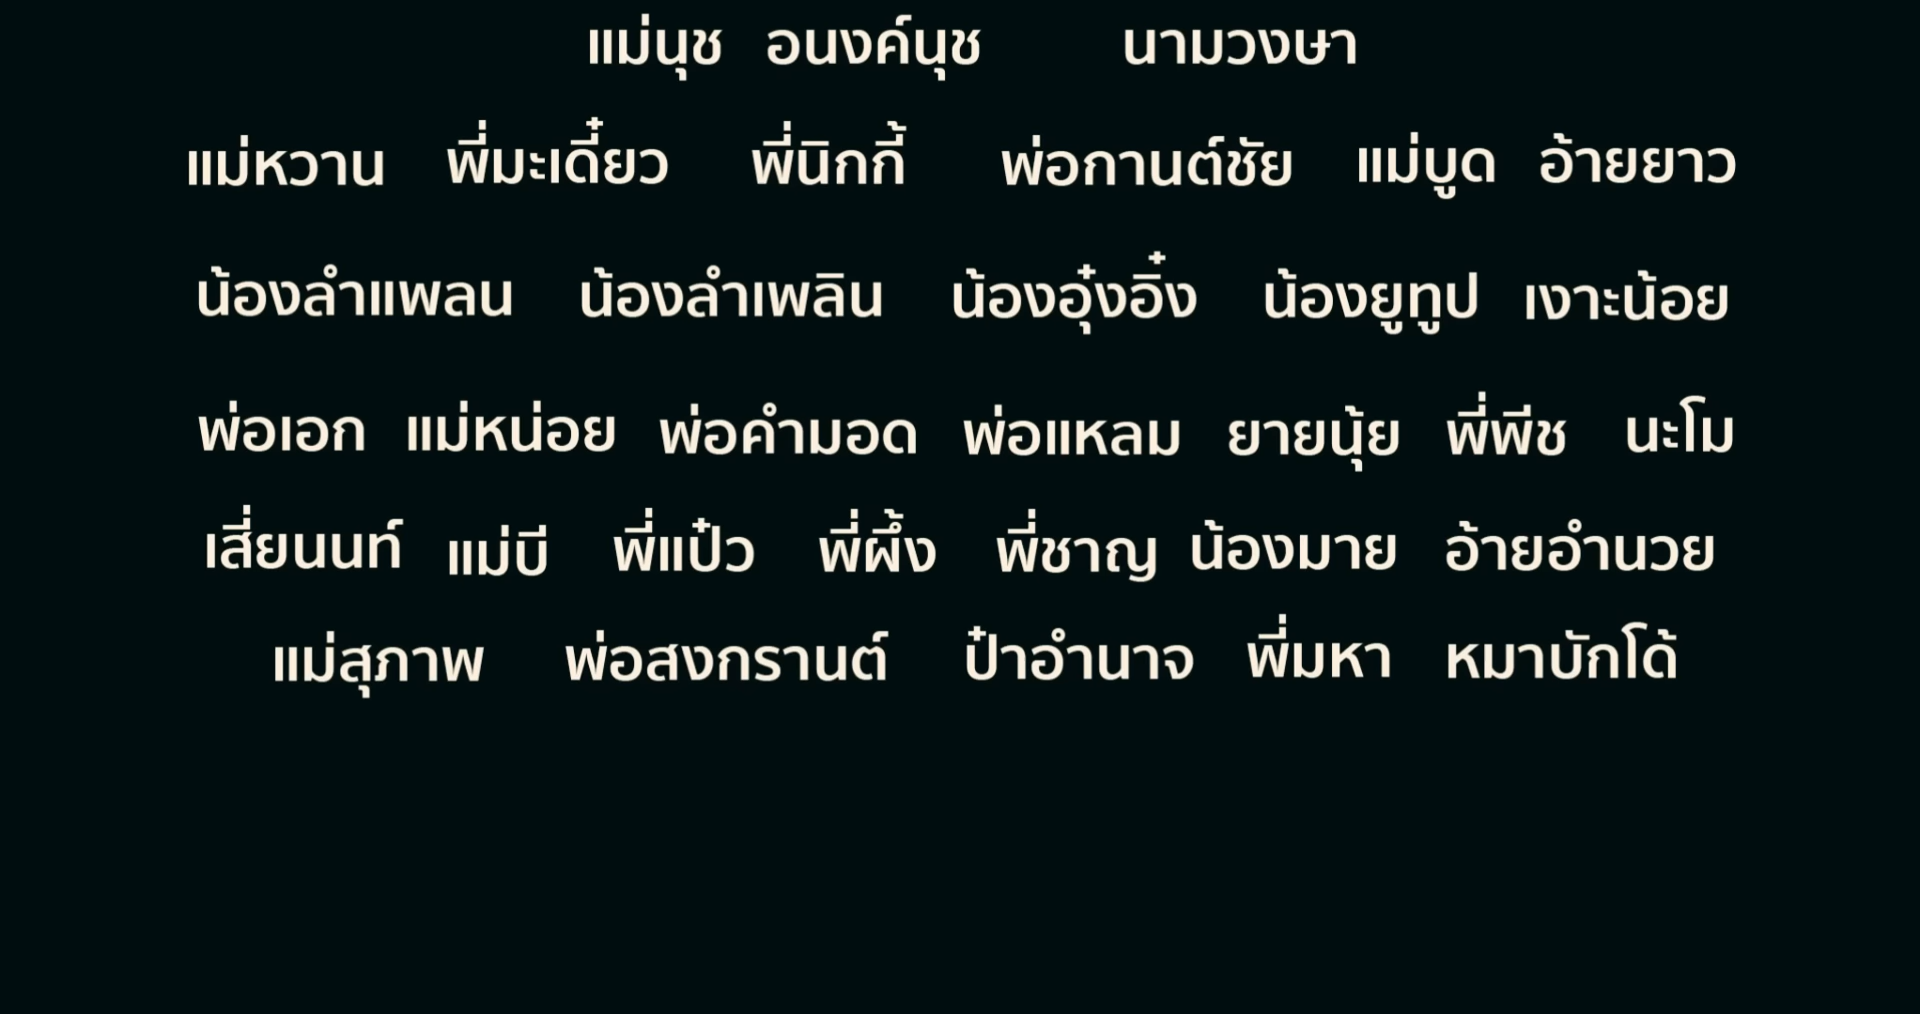 แม่นุช อนงค์นุช นามวงษา
แม่หวาน พี่มะเดี๋ยว พี่นิกกี้ พ่อกานต์ชัย แม่บูด อ้ายยาว
น้องลำแพลน น้องลำเพลิน น้องอุ๋งอิ๋ง น้องยูทูป เงาะน้อย
พ่อเอก แม่หน่อย พ่อคำมอด พ่อแหลม ยายนุ้ย พี่พีช นะโม
เสี่ยนนท์ แม่บี พี่แป๋ว พี่ผึ้ง พี่ชาญ น้องมาย อ้ายอำนวย
แม่สุภาพ พ่อสงกรานต์ ป๋าอำนาจ พี่มหา หมาบักโด้